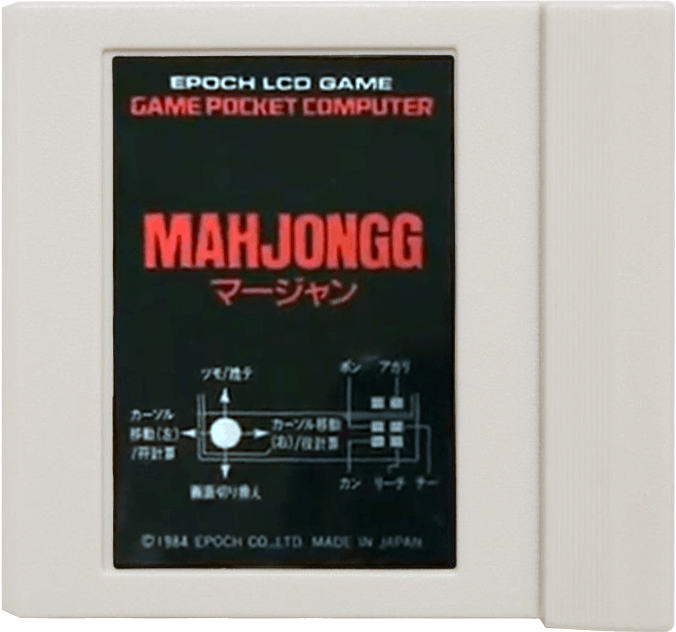 EPOCH LCD GAME
GAME POCKET COMPUTER
MAHJONGG
マージャン
ツモ/捨テ
ポン アガリ
カーソル
移動(左)
/符計算
カーソル移動
(右)/役計算
カン リーチ チー
画面切り換え
©1984 EPOCH CO.,LTD. MADE IN JAPAN